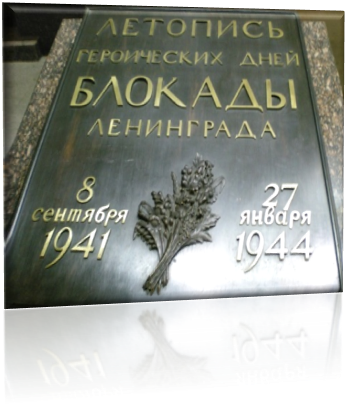 ЛЕТОПИСЬ
ГЕРОИЧЕСКИХ ДНЕЙ
БЛОКАДЫ
ЛЕНИНГРАДА
8 27
сентября января
1941 1944